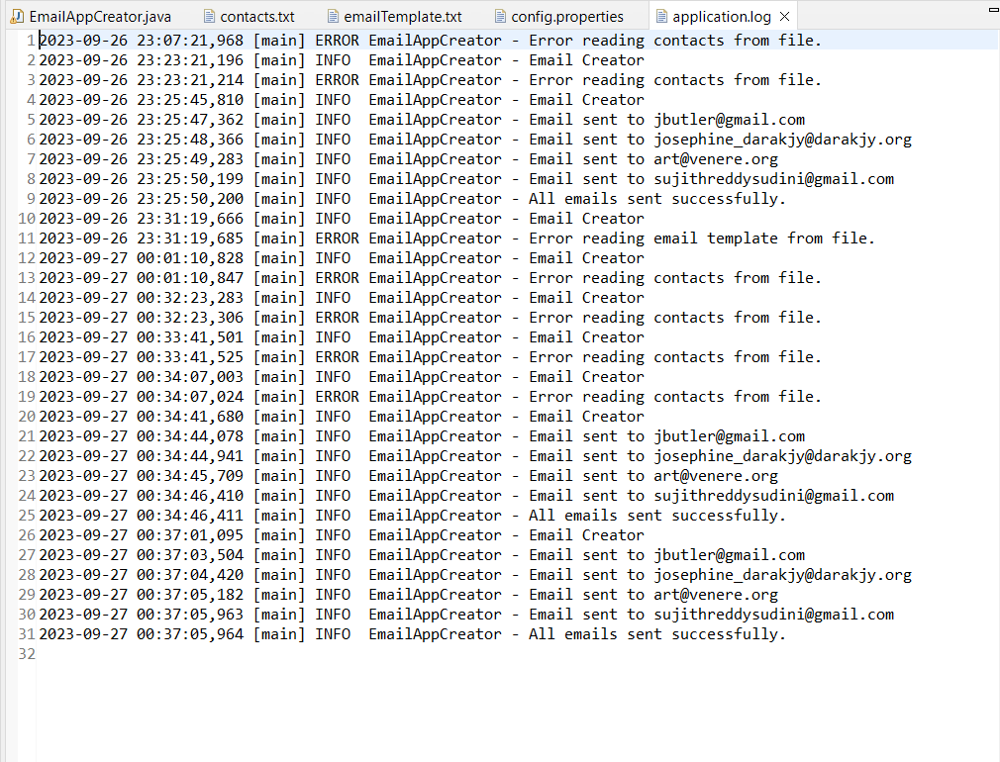 EmailAppCreator.java contacts.txt emailTemplate.txt config.properties application.log
1 2023-09-26 23:07:21,968 [main] ERROR EmailAppCreator - Error reading contacts from file.
2 2023-09-26 23:23:21,196 [main] INFO  EmailAppCreator - Email Creator
3 2023-09-26 23:23:21,214 [main] ERROR EmailAppCreator - Error reading contacts from file.
4 2023-09-26 23:25:45,810 [main] INFO  EmailAppCreator - Email Creator
5 2023-09-26 23:25:47,362 [main] INFO  EmailAppCreator - Email sent to jbutler@gmail.com
6 2023-09-26 23:25:48,366 [main] INFO  EmailAppCreator - Email sent to josephine_darakjy@darakjy.org
7 2023-09-26 23:25:49,283 [main] INFO  EmailAppCreator - Email sent to art@venere.org
8 2023-09-26 23:25:50,199 [main] INFO  EmailAppCreator - Email sent to sujithreddysudini@gmail.com
9 2023-09-26 23:25:50,200 [main] INFO  EmailAppCreator - All emails sent successfully.
10 2023-09-26 23:31:19,666 [main] INFO  EmailAppCreator - Email Creator
11 2023-09-26 23:31:19,685 [main] ERROR EmailAppCreator - Error reading email template from file.
12 2023-09-27 00:01:10,828 [main] INFO  EmailAppCreator - Email Creator
13 2023-09-27 00:01:10,847 [main] ERROR EmailAppCreator - Error reading contacts from file.
14 2023-09-27 00:32:23,283 [main] INFO  EmailAppCreator - Email Creator
15 2023-09-27 00:32:23,306 [main] ERROR EmailAppCreator - Error reading contacts from file.
16 2023-09-27 00:33:41,501 [main] INFO  EmailAppCreator - Email Creator
17 2023-09-27 00:33:41,525 [main] ERROR EmailAppCreator - Error reading contacts from file.
18 2023-09-27 00:34:07,003 [main] INFO  EmailAppCreator - Email Creator
19 2023-09-27 00:34:07,024 [main] ERROR EmailAppCreator - Error reading contacts from file.
20 2023-09-27 00:34:41,680 [main] INFO  EmailAppCreator - Email Creator
21 2023-09-27 00:34:44,078 [main] INFO  EmailAppCreator - Email sent to jbutler@gmail.com
22 2023-09-27 00:34:44,941 [main] INFO  EmailAppCreator - Email sent to josephine_darakjy@darakjy.org
23 2023-09-27 00:34:45,709 [main] INFO  EmailAppCreator - Email sent to art@venere.org
24 2023-09-27 00:34:46,410 [main] INFO  EmailAppCreator - Email sent to sujithreddysudini@gmail.com
25 2023-09-27 00:34:46,411 [main] INFO  EmailAppCreator - All emails sent successfully.
26 2023-09-27 00:37:01,095 [main] INFO  EmailAppCreator - Email Creator
27 2023-09-27 00:37:03,504 [main] INFO  EmailAppCreator - Email sent to jbutler@gmail.com
28 2023-09-27 00:37:04,420 [main] INFO  EmailAppCreator - Email sent to josephine_darakjy@darakjy.org
29 2023-09-27 00:37:05,182 [main] INFO  EmailAppCreator - Email sent to art@venere.org
30 2023-09-27 00:37:05,963 [main] INFO  EmailAppCreator - Email sent to sujithreddysudini@gmail.com
31 2023-09-27 00:37:05,964 [main] INFO  EmailAppCreator - All emails sent successfully.
32